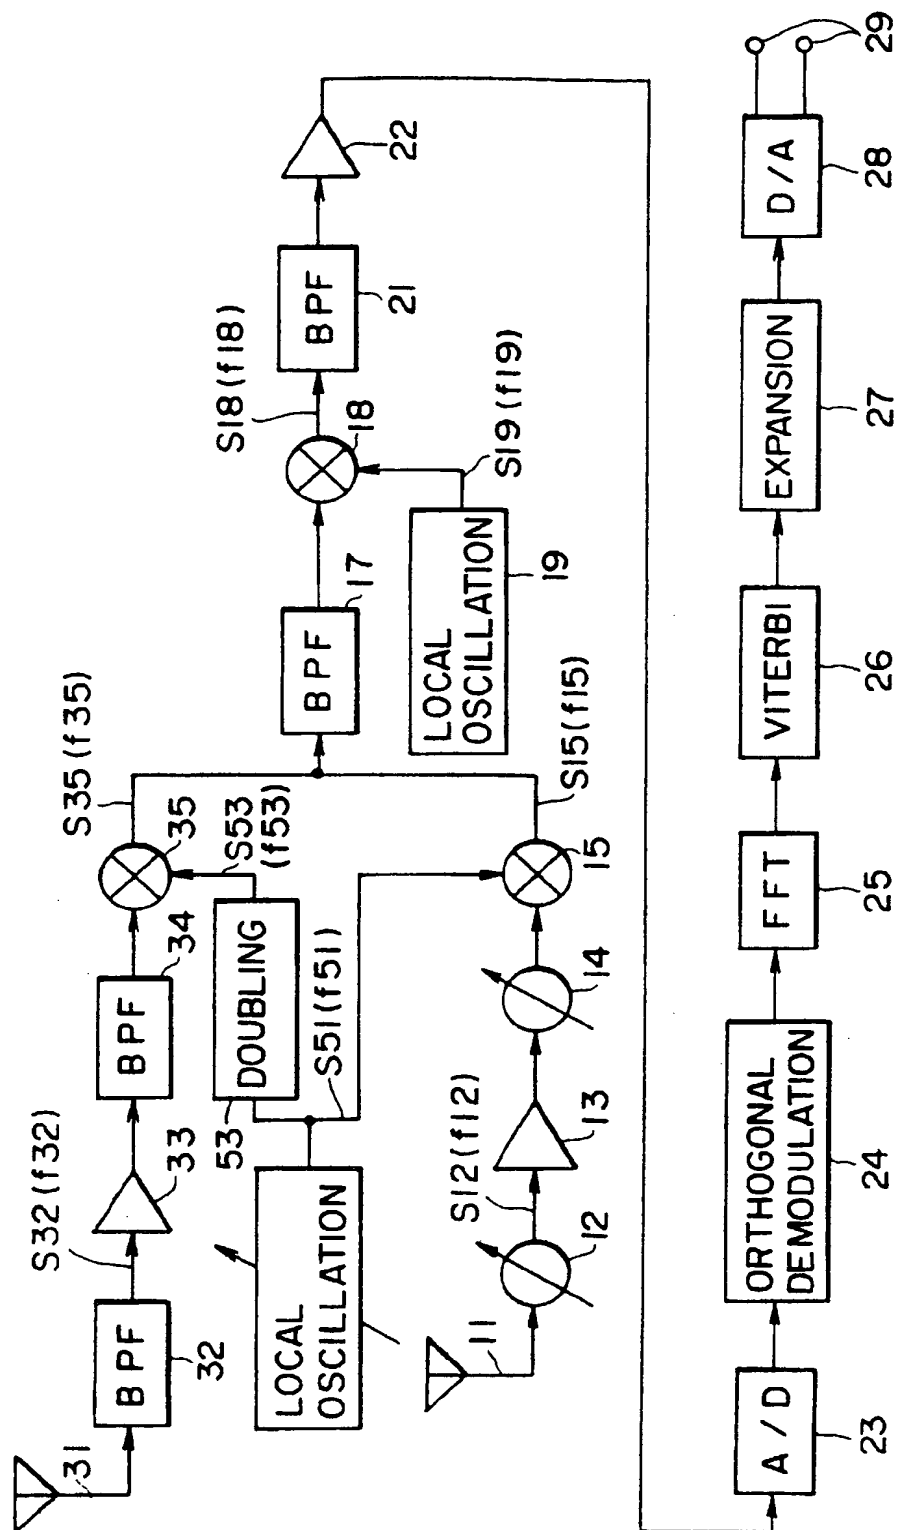 31
BPF
32
S32(f32)
33
BPF
34
35
S35(f35)
LOCAL
OSCILLATION
53
DOUBLING
S53
(f53)
S51(f51)
11
12
S12(f12)
13
14
15
S15(f15)
BPF
17
18
S18(f18)
LOCAL
OSCILLATION
19
S19(f19)
BPF
21
22
A/D
23
ORTHOGONAL
DEMODULATION
24
FFT
25
VITERBI
26
EXPANSION
27
D/A
28
29